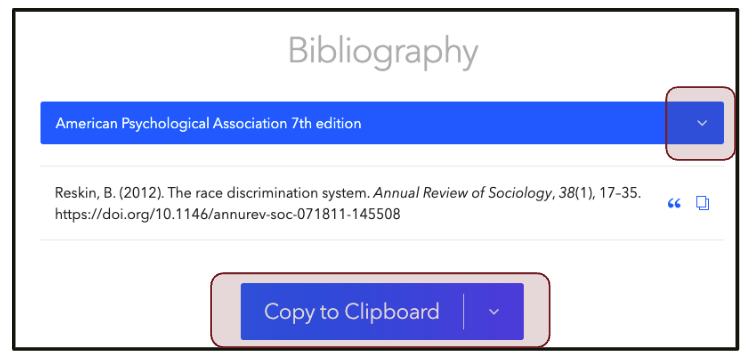 Bibliography
American Psychological Association 7th edition
Reskin, B. (2012). The race discrimination system. Annual Review of Sociology, 38(1), 17–35.
https://doi.org/10.1146/annurev-soc-071811-145508
Copy to Clipboard